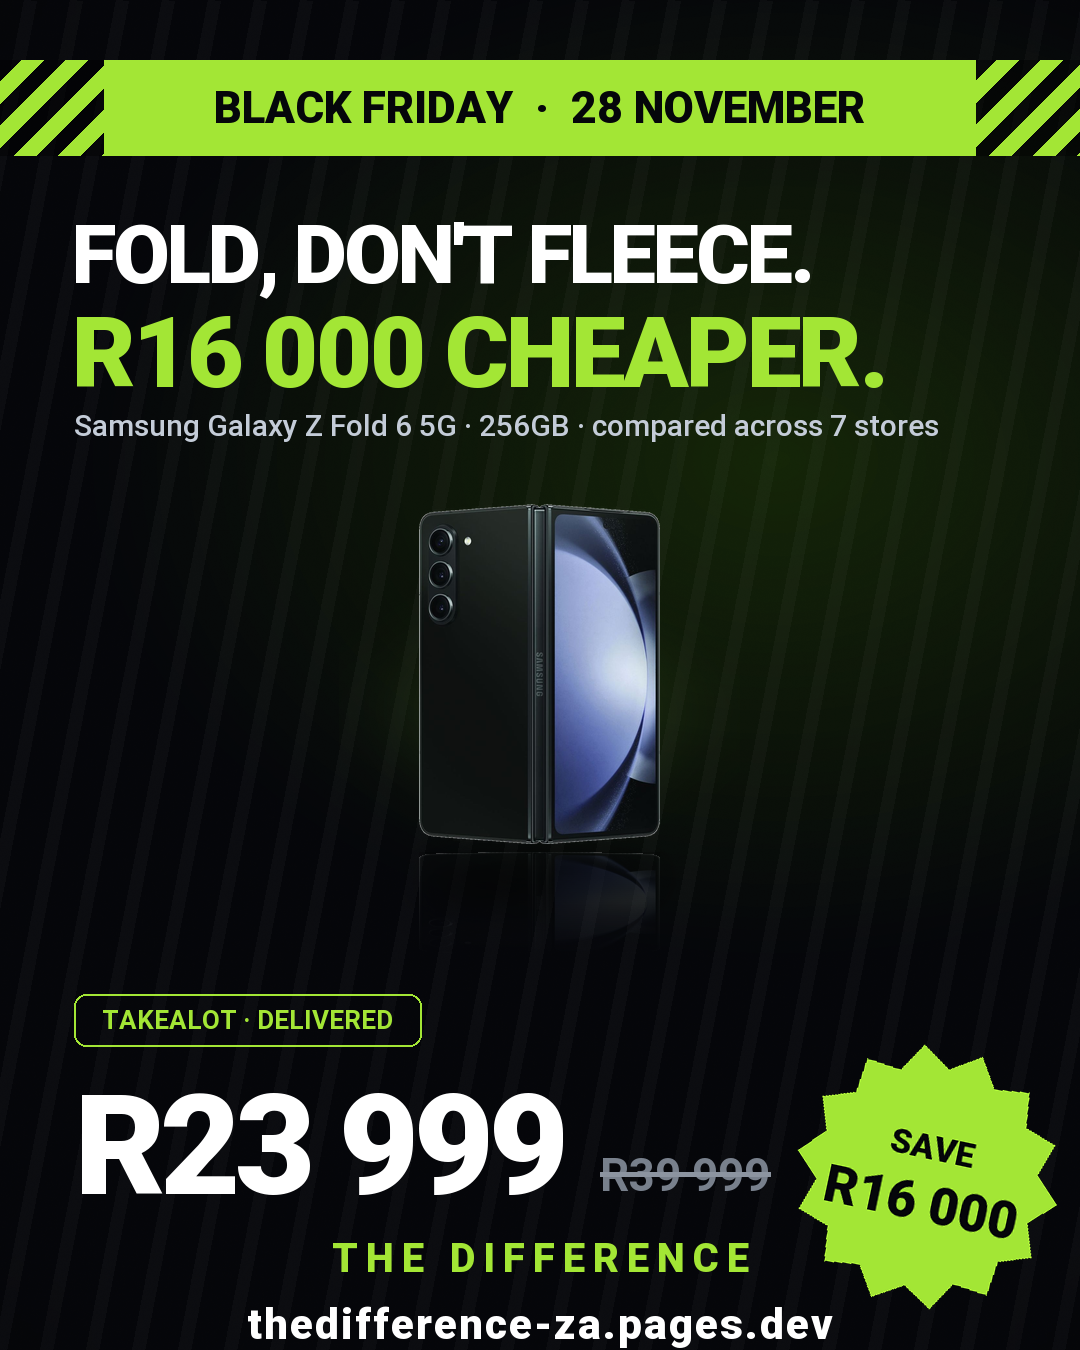 BLACK FRIDAY · 28 NOVEMBER
FOLD, DON'T FLEECE.
R16 000 CHEAPER.
Samsung Galaxy Z Fold 6 5G · 256GB · compared across 7 stores
SAMSUNG
TAKEALOT · DELIVERED
R23 999 R39 999
SAVE
R16 000
THE DIFFERENCE
thedifference-za.pages.dev